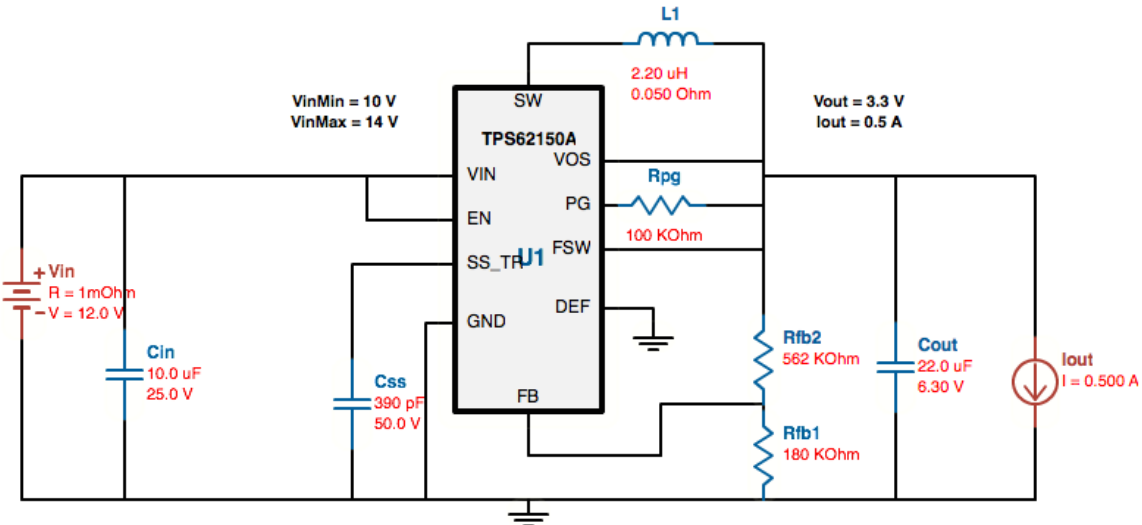 L1
2.20 uH
0.050 Ohm
VinMin = 10 V
VinMax = 14 V
Vout = 3.3 V
Iout = 0.5 A
SW
TPS62150A
VOS
VIN
Rpg
PG
EN
100 KOhm
FSW
U1
SS_TR
+ Vin
R = 1mOhm
- V = 12.0 V
DEF
GND
Rfb2
562 KOhm
Cin
10.0 uF
25.0 V
Cout
22.0 uF
6.30 V
Iout
I = 0.500 A
Css
390 pF
50.0 V
FB
Rfb1
180 KOhm